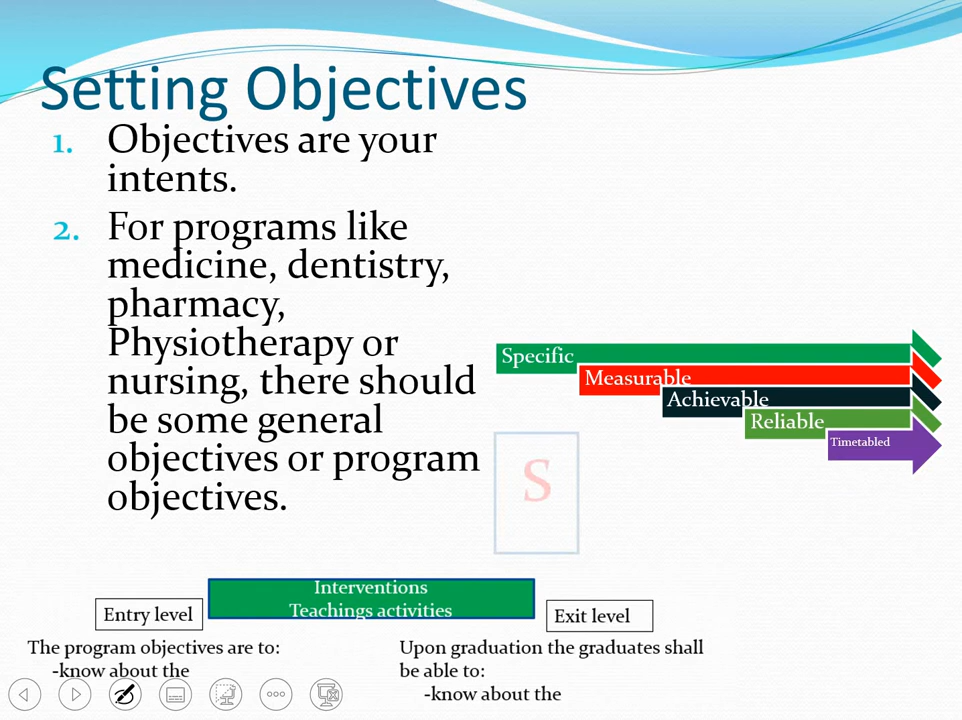 Setting Objectives
1. Objectives are your
intents.
2. For programs like
medicine, dentistry,
pharmacy,
Physiotherapy or
nursing, there should
be some general
objectives or program
objectives.
Specific
Measurable
Achievable
Reliable
Timetabled
S
Interventions
Teachings activities
Entry level
Exit level
The program objectives are to:
-know about the
Upon graduation the graduates shall
be able to:
-know about the